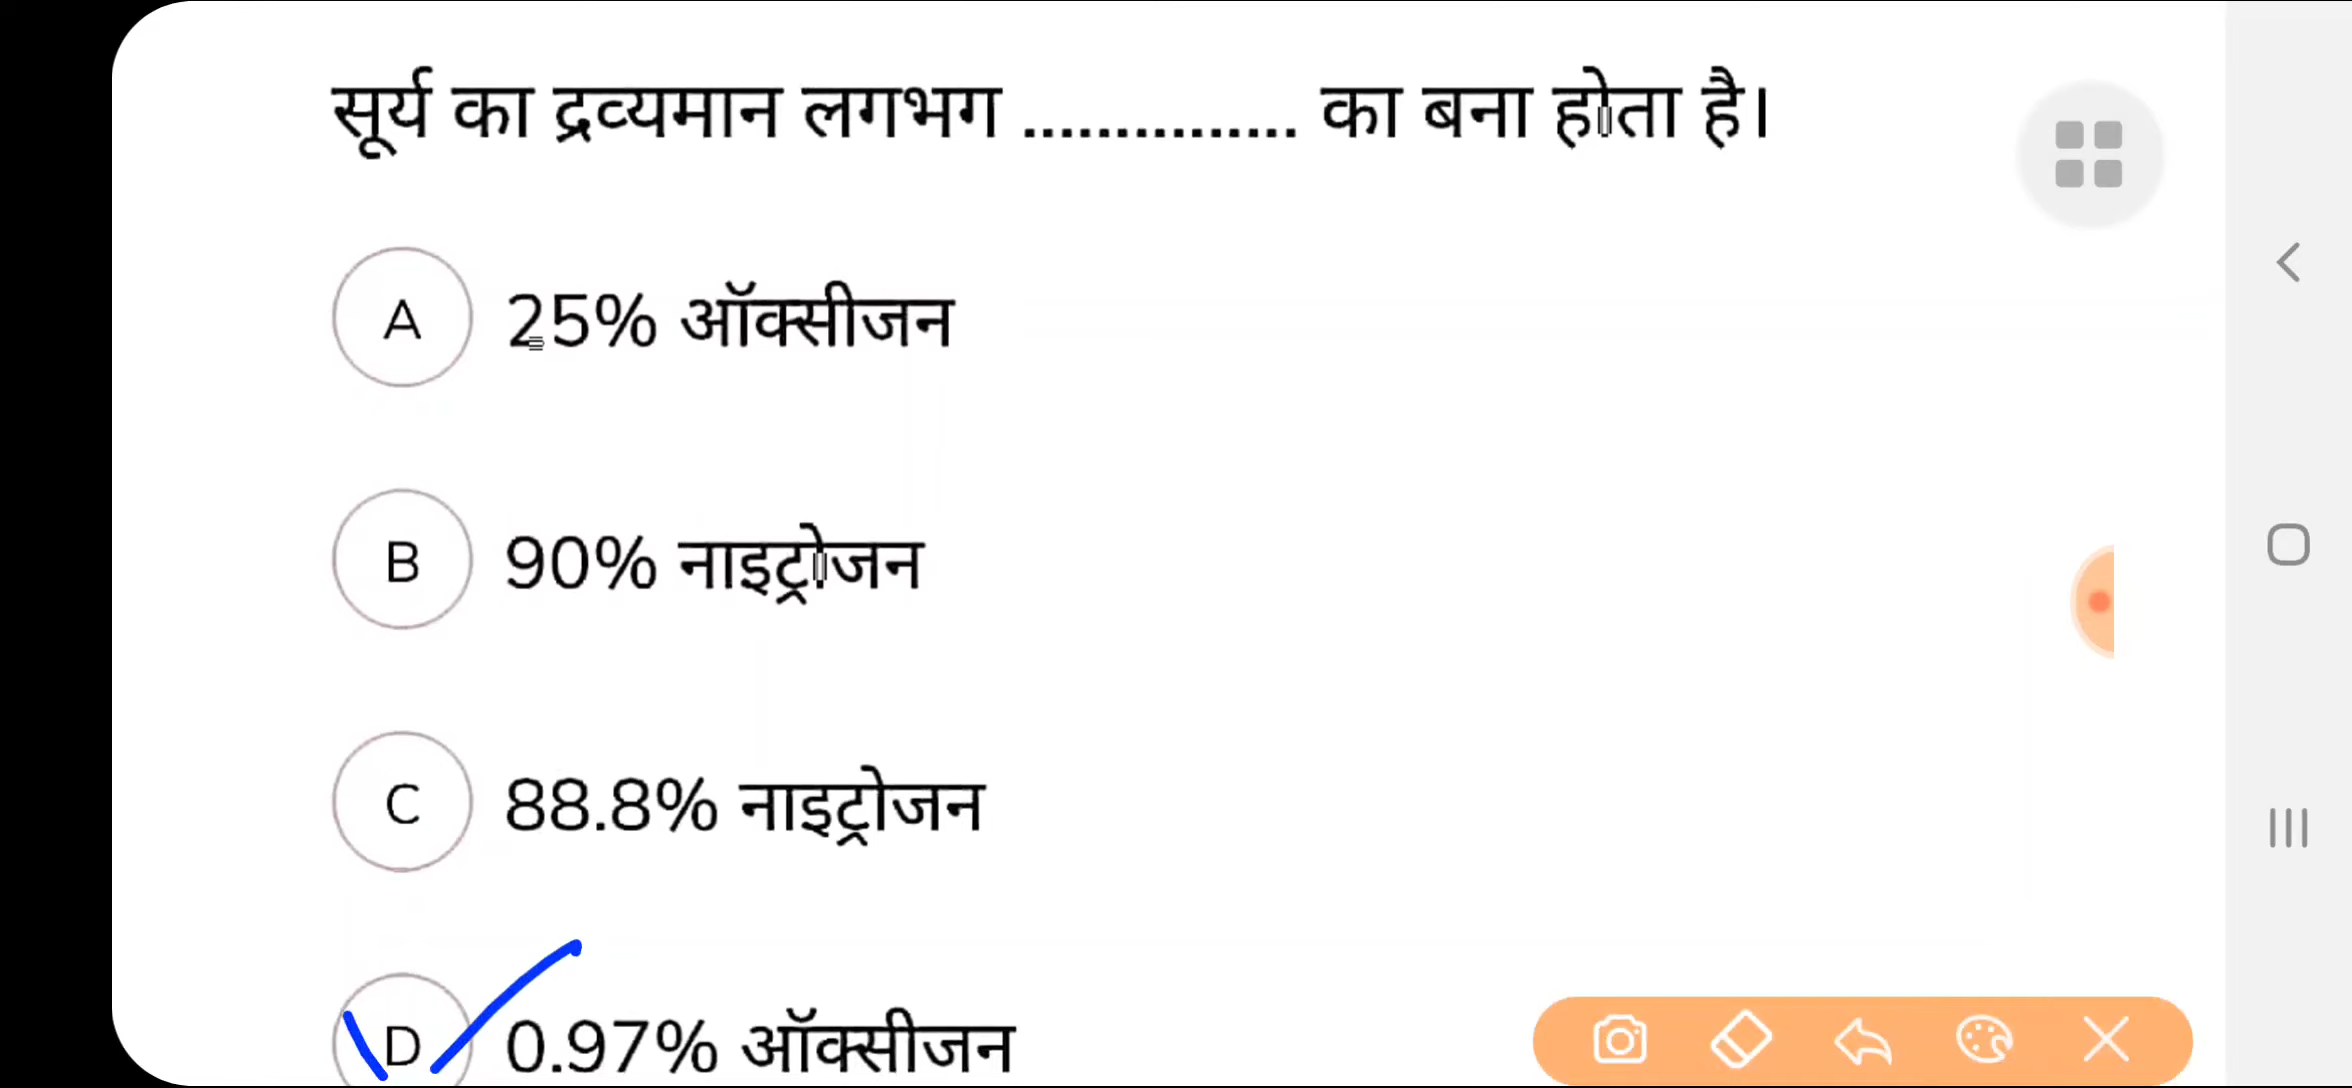 सूर्य का द्रव्यमान लगभग ............... का बना होता है।
A 25% ऑक्सीजन
B 90% नाइट्रोजन
C 88.8% नाइट्रोजन
D 0.97% ऑक्सीजन